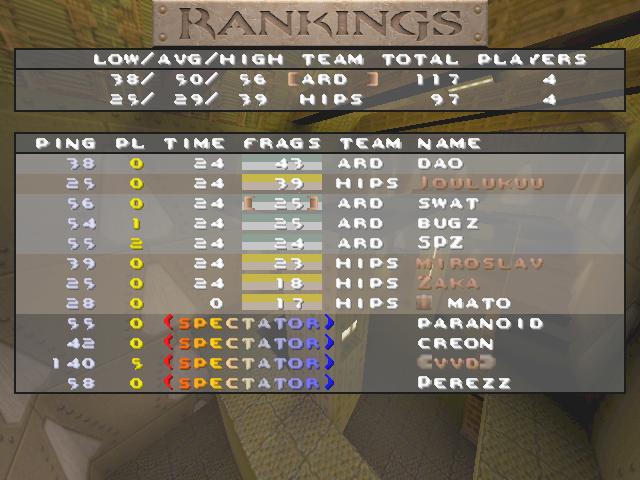 RANKINGS
LOW/AVG/HIGH TEAM TOTAL PLAYERS
38/ 50/ 56 [ARD ] 117 4
25/ 29/ 39 HIPS 97 4
PING PL TIME FRAGS TEAM NAME
38 0 24 43 ARD DAO
25 0 24 39 HIPS JOULUKUU
56 0 24 [ 25 ] ARD SWAT
54 1 24 25 ARD BUGZ
55 2 24 24 ARD SPZ
39 0 24 23 HIPS MIROSLAV
25 0 24 18 HIPS ZAKA
28 0 0 17 HIPS MATO
55 0 (SPECTATOR) PARANOID
42 0 (SPECTATOR) CREON
140 5 (SPECTATOR) <VVD>
58 0 (SPECTATOR) PEREZZ